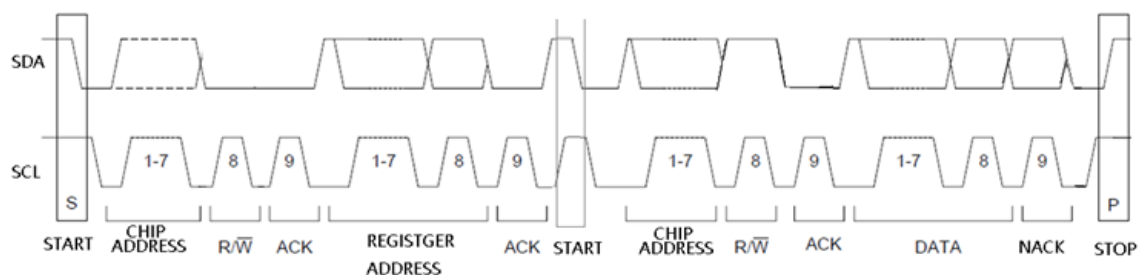 SDA
SCL
1-7 8 9 1-7 8 9 1-7 8 9 1-7 8 9
S P
START CHIP ADDRESS R/W̅ ACK REGISTGER ADDRESS ACK START CHIP ADDRESS R/W̅ ACK DATA NACK STOP